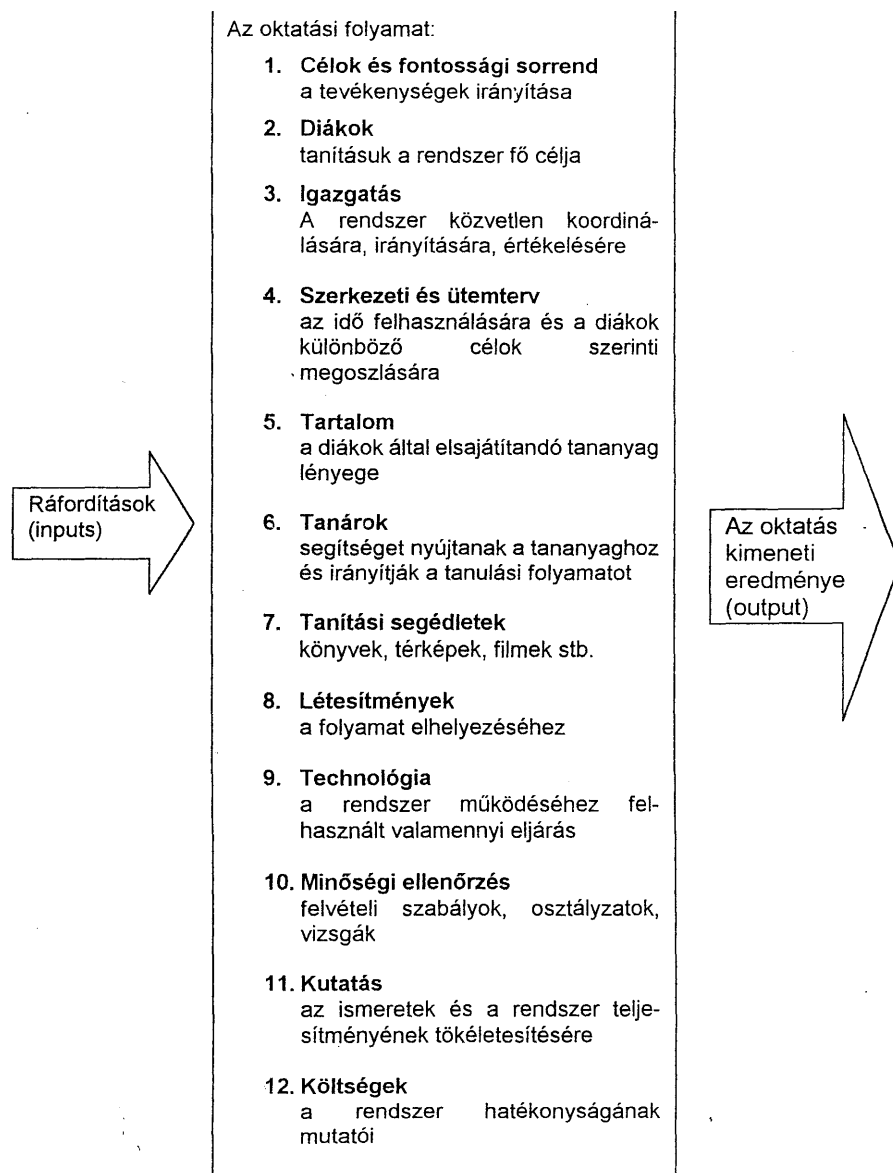 Az oktatási folyamat:
1. Célok és fontossági sorrend
a tevékenységek irányítása
2. Diákok
tanításuk a rendszer fő célja
3. Igazgatás
A rendszer közvetlen koordiná-
lására, irányítására, értékelésére
4. Szerkezeti és ütemterv
az idő felhasználására és a diákok
különböző célok szerinti
megoszlására
5. Tartalom
a diákok által elsajátítandó tananyag
lényege
Ráfordítások
(inputs)
6. Tanárok
segítséget nyújtanak a tananyaghoz
és irányítják a tanulási folyamatot
7. Tanítási segédletek
könyvek, térképek, filmek stb.
8. Létesítmények
a folyamat elhelyezéséhez
9. Technológia
a rendszer működéséhez fel-
használt valamennyi eljárás
10. Minőségi ellenőrzés
felvételi szabályok, osztályzatok,
vizsgák
11. Kutatás
az ismeretek és a rendszer telje-
sítményének tökéletesítésére
12. Költségek
a rendszer hatékonyságának
mutatói
Az oktatás
kimeneti
eredménye
(output)